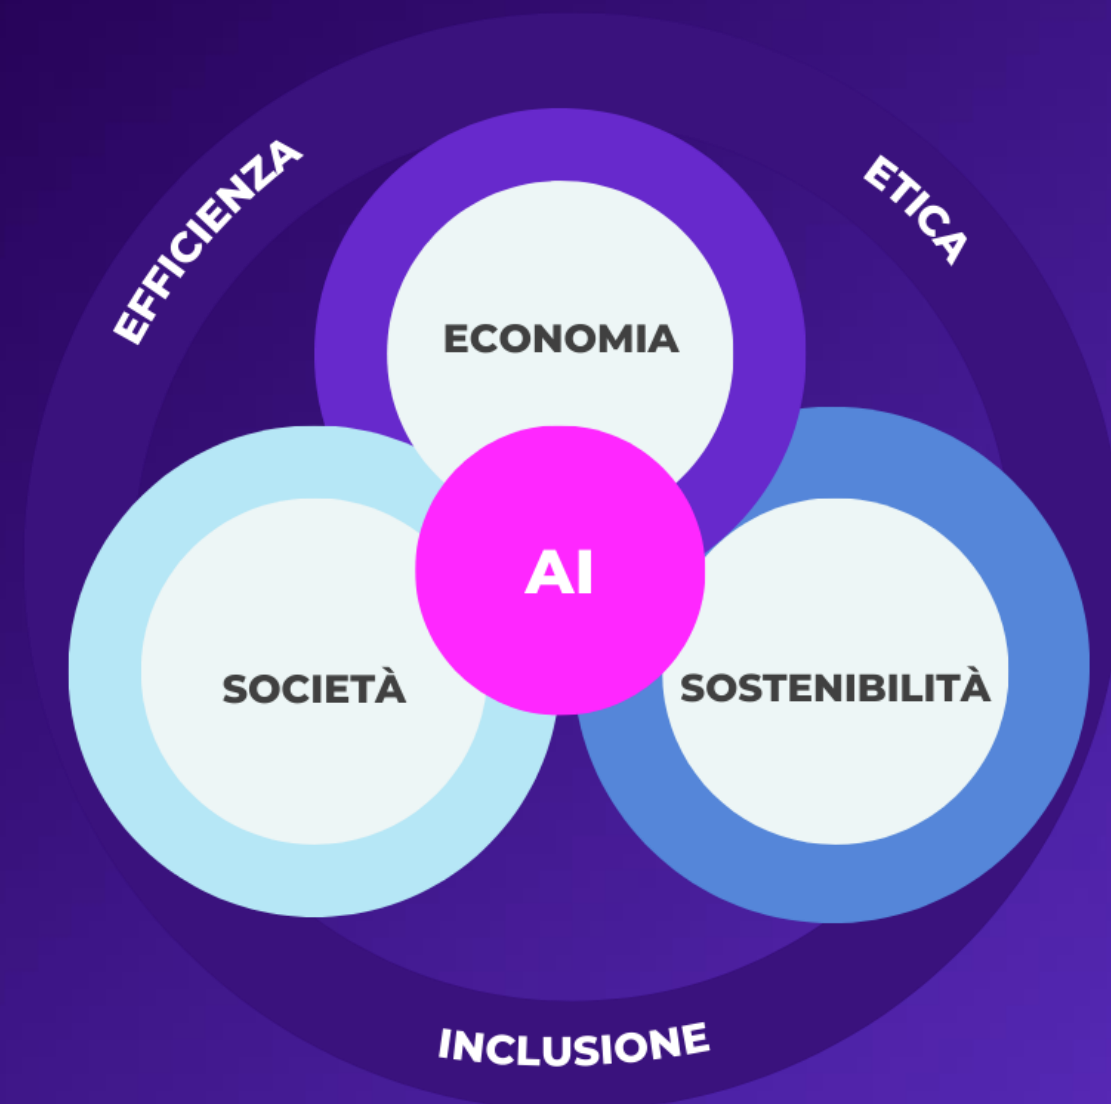 EFFICIENZA
ETICA
ECONOMIA
AI
SOCIETÀ
SOSTENIBILITÀ
INCLUSIONE